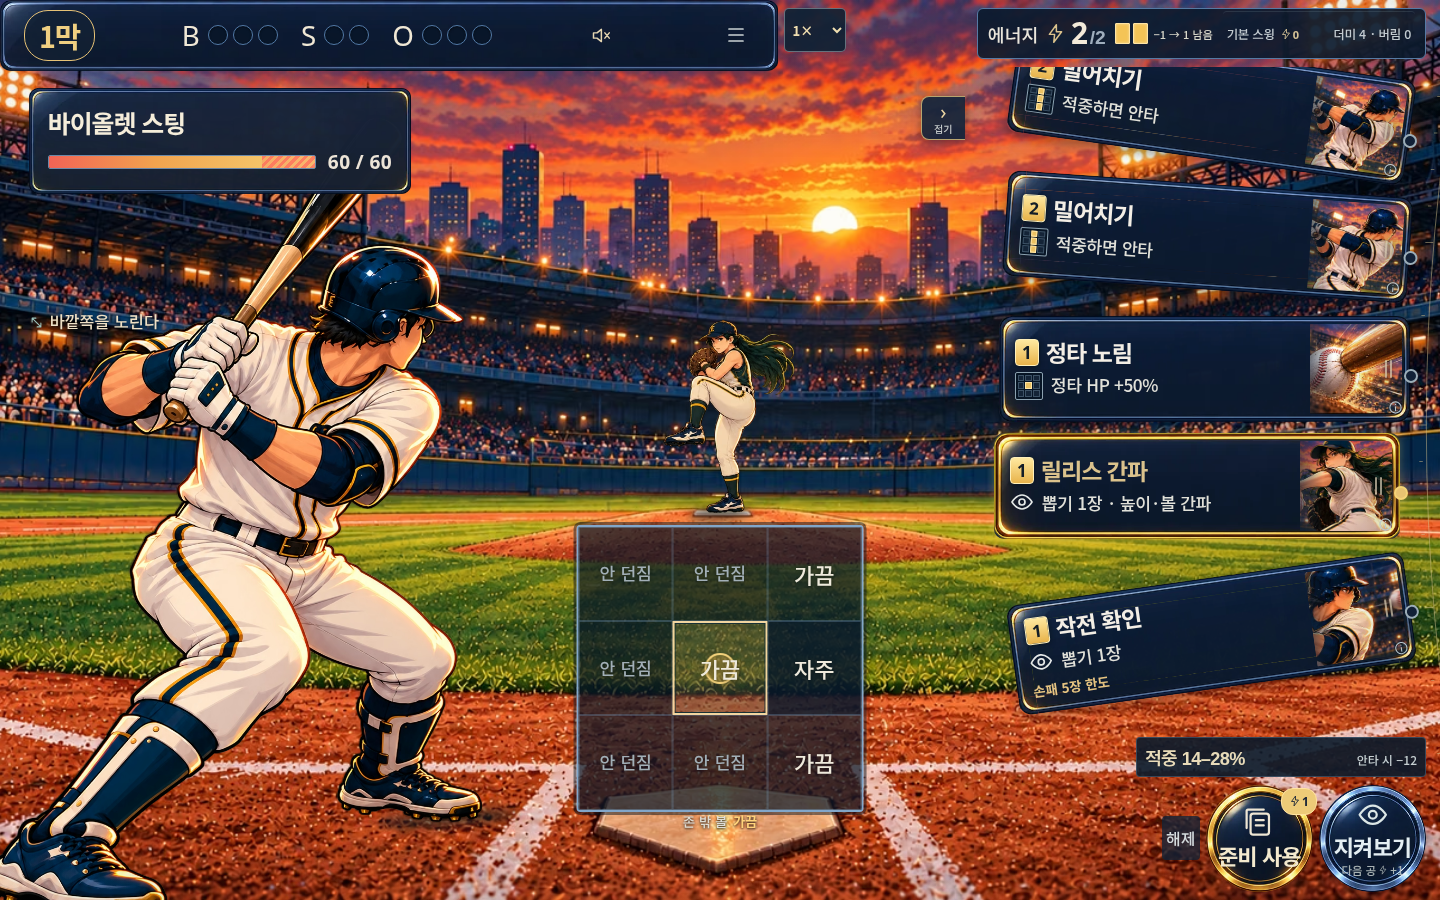 1막
B S O
1×
에너지 2/2 −1 → 1 남음 기본 스윙 0 더미 4 · 버림 0
바이올렛 스팅
60 / 60
바깥쪽을 노린다
접기
2 밀어치기
적중하면 안타
2 밀어치기
적중하면 안타
1 정타 노림
정타 HP +50%
1 릴리스 간파
뽑기 1장 · 높이·볼 간파
1 작전 확인
뽑기 1장
손패 5장 한도
안 던짐 안 던짐 가끔
안 던짐 가끔 자주
안 던짐 안 던짐 가끔
존 밖 볼 가끔
적중 14–28% 안타 시 −12
해제
1
준비 사용
지켜보기
다음 공 +1